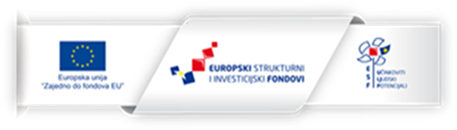 Europska unija
"Zajedno do fondova EU"
EUROPSKI STRUKTURNI
I INVESTICIJSKI FONDOVI
ESF
UČINKOVITI
LJUDSKI
POTENCIJALI